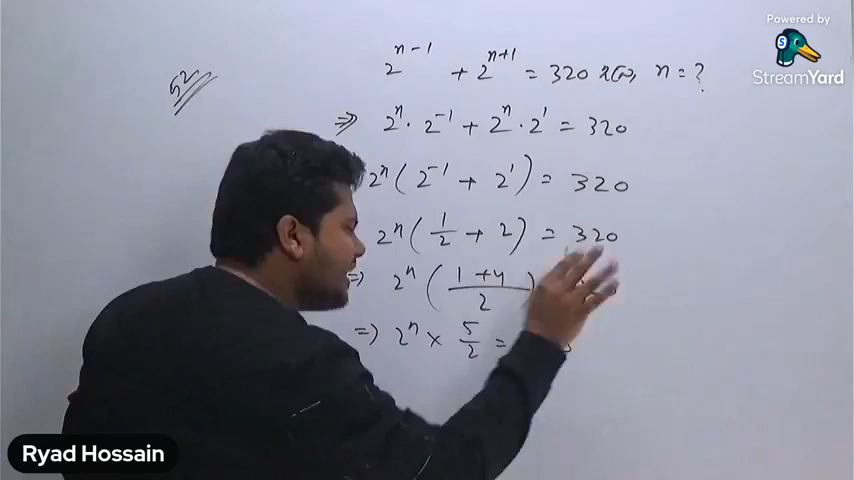 Powered by
StreamYard
2^{n-1} + 2^{n+1} = 320 হলে, n = ?
⇒ 2^n · 2^{-1} + 2^n · 2^1 = 320
2^n (2^{-1} + 2^1) = 320
2^n (1/2 + 2) = 320
⇒ 2^n (1+4/2)
⇒ 2^n × 5/2 =
Ryad Hossain